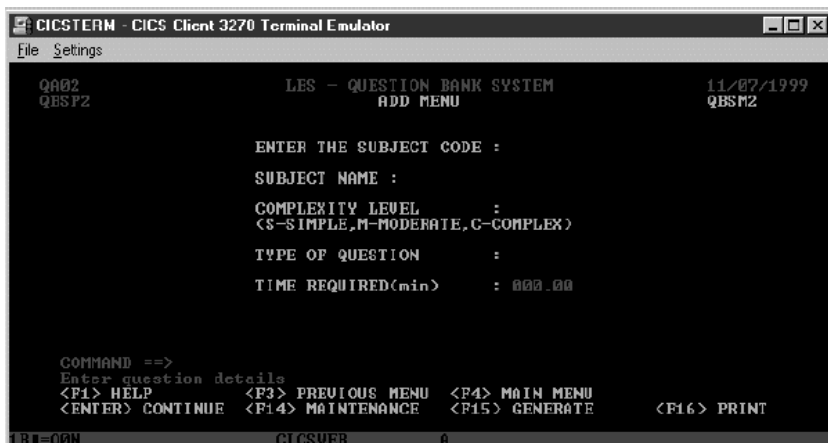 CICSTERM - CICS Client 3270 Terminal Emulator
File Settings
QA02 LES - QUESTION BANK SYSTEM 11/07/1999
QBSP2 ADD MENU QBSM2
ENTER THE SUBJECT CODE :
SUBJECT NAME :
COMPLEXITY LEVEL :
(S-SIMPLE,M-MODERATE,C-COMPLEX)
TYPE OF QUESTION :
TIME REQUIRED(min) : 000.00
COMMAND ==>
Enter question details
<F1> HELP <F3> PREVIOUS MENU <F4> MAIN MENU
<ENTER> CONTINUE <F14> MAINTENANCE <F15> GENERATE <F16> PRINT
A